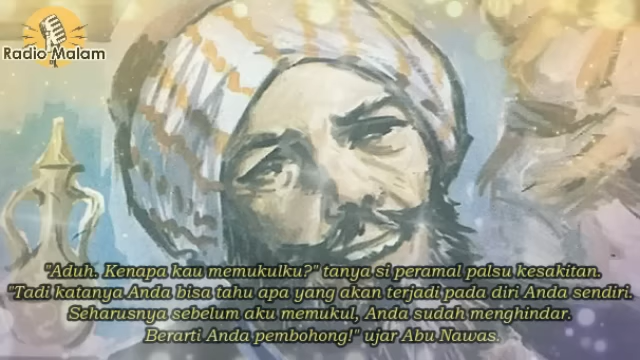 Radio Malam
"Aduh. Kenapa kau memukulku?" tanya si peramal palsu kesakitan.
"Tadi katanya Anda bisa tahu apa yang akan terjadi pada diri Anda sendiri.
Seharusnya sebelum aku memukul, Anda sudah menghindar.
Berarti Anda pembohong!" ujar Abu Nawas.